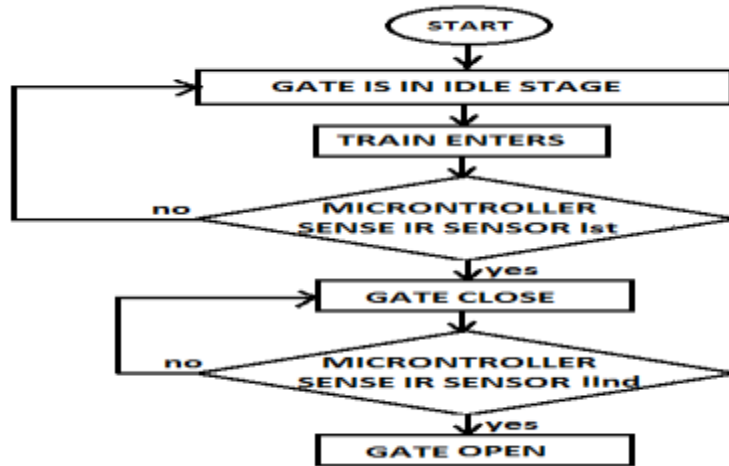 START
GATE IS IN IDLE STAGE
TRAIN ENTERS
no
MICRONTROLLER
SENSE IR SENSOR Ist
yes
GATE CLOSE
no
MICRONTROLLER
SENSE IR SENSOR IInd
yes
GATE OPEN